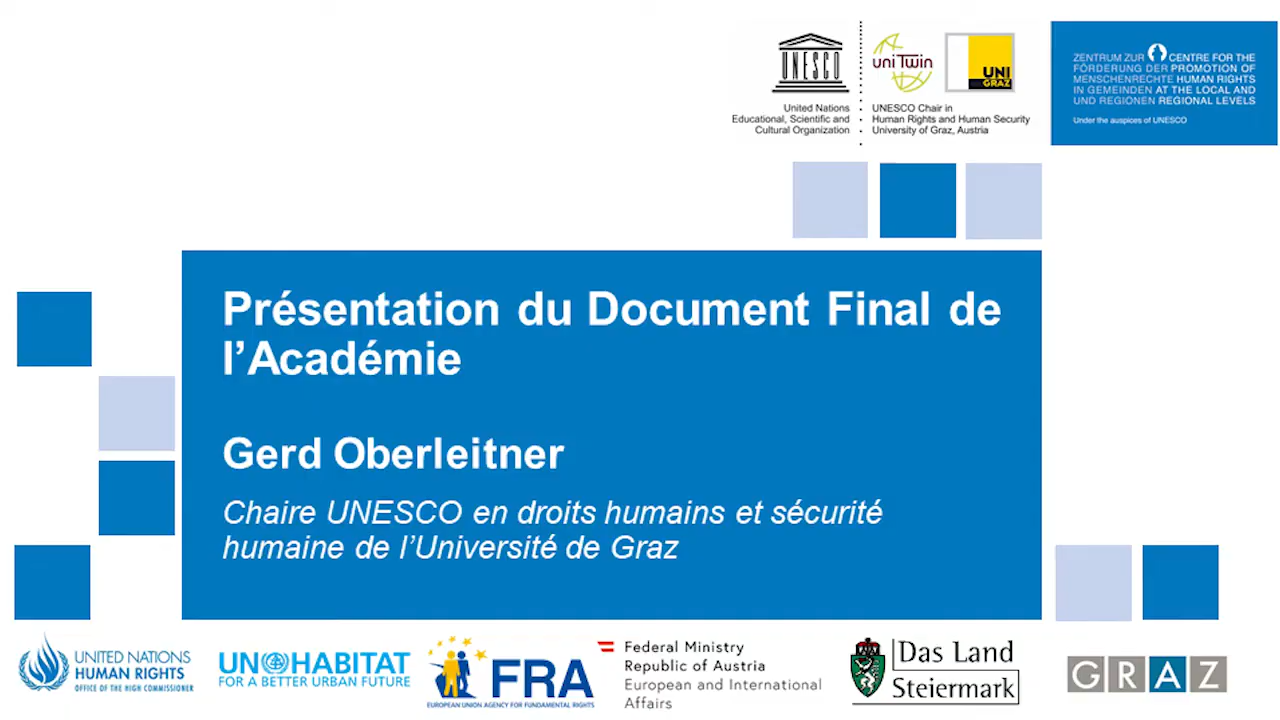 UNESCO
United Nations
Educational, Scientific and
Cultural Organization
uniTwin
UNI
GRAZ
UNESCO Chair in
Human Rights and Human Security
University of Graz, Austria
ZENTRUM ZUR CENTRE FOR THE
FÖRDERUNG DER PROMOTION OF
MENSCHENRECHTE HUMAN RIGHTS
IN GEMEINDEN AT THE LOCAL AND
UND REGIONEN REGIONAL LEVELS
Under the auspices of UNESCO
Présentation du Document Final de
l’Académie
Gerd Oberleitner
Chaire UNESCO en droits humains et sécurité
humaine de l’Université de Graz
UNITED NATIONS
HUMAN RIGHTS
OFFICE OF THE HIGH COMMISSIONER
UN HABITAT
FOR A BETTER URBAN FUTURE
FRA
EUROPEAN UNION AGENCY FOR FUNDAMENTAL RIGHTS
Federal Ministry
Republic of Austria
European and International
Affairs
Das Land
Steiermark
GRAZ